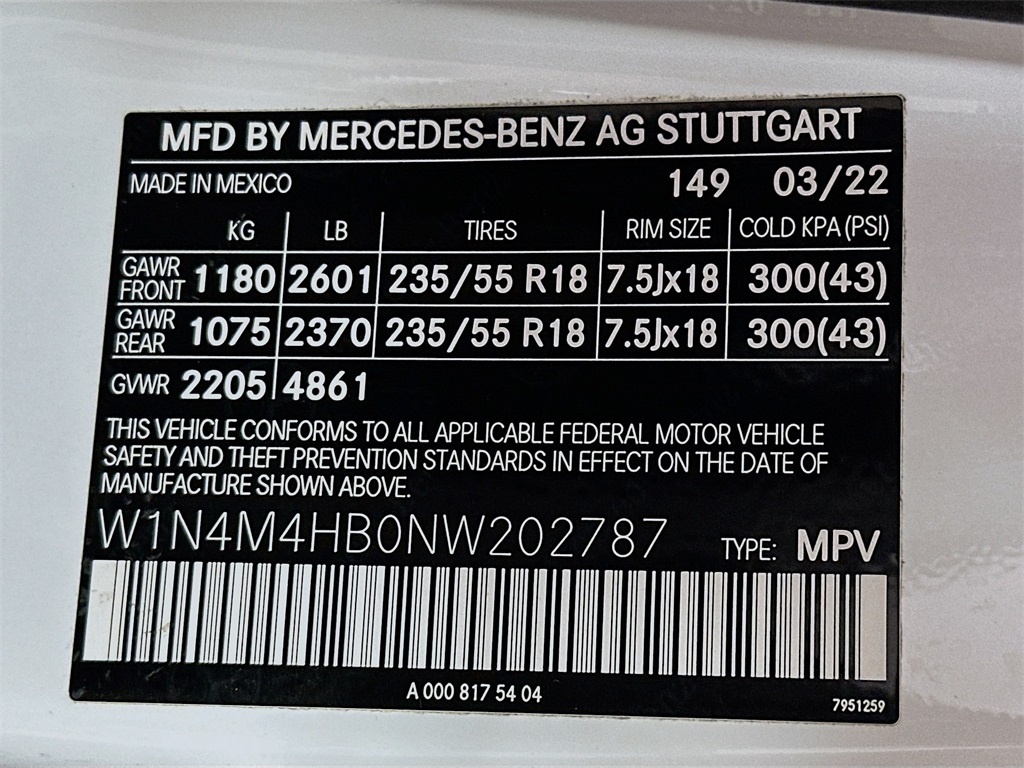 MFD BY MERCEDES-BENZ AG STUTTGART
MADE IN MEXICO 149 03/22
KG LB TIRES RIM SIZE COLD KPA (PSI)
GAWR FRONT 1180 2601 235/55 R18 7.5Jx18 300(43)
GAWR REAR 1075 2370 235/55 R18 7.5Jx18 300(43)
GVWR 2205 4861
THIS VEHICLE CONFORMS TO ALL APPLICABLE FEDERAL MOTOR VEHICLE
SAFETY AND THEFT PREVENTION STANDARDS IN EFFECT ON THE DATE OF
MANUFACTURE SHOWN ABOVE.
W1N4M4HB0NW202787 TYPE: MPV
A 000 817 54 04
7951259